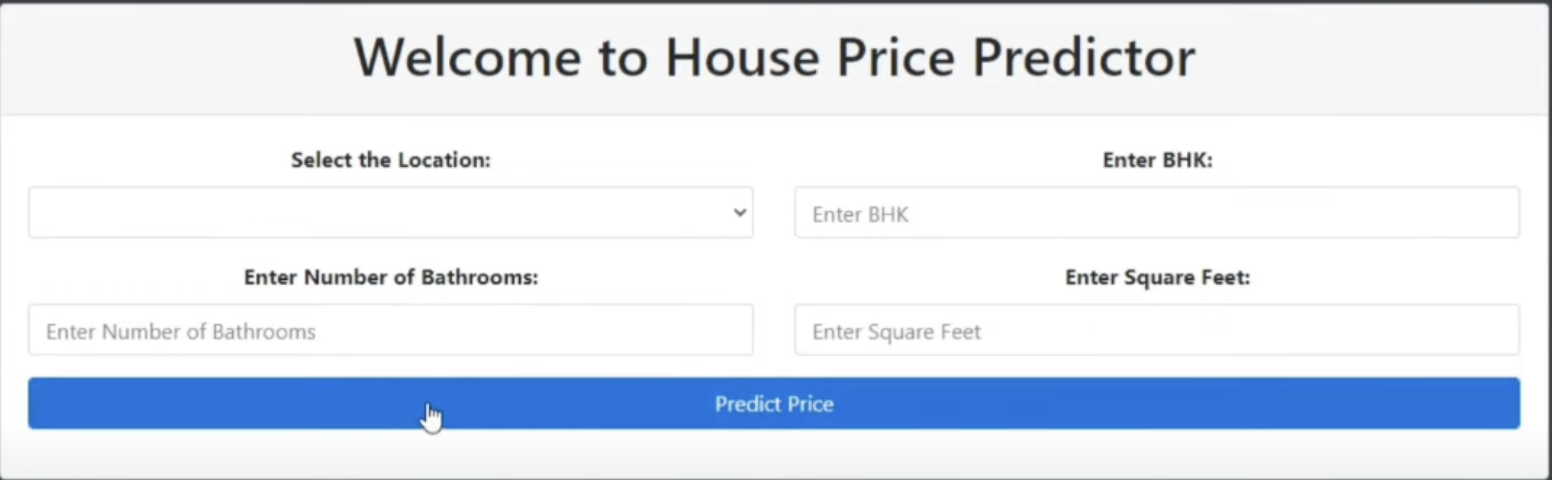 Welcome to House Price Predictor
Select the Location:
Enter BHK:
Enter BHK
Enter Number of Bathrooms:
Enter Square Feet:
Enter Number of Bathrooms
Enter Square Feet
Predict Price